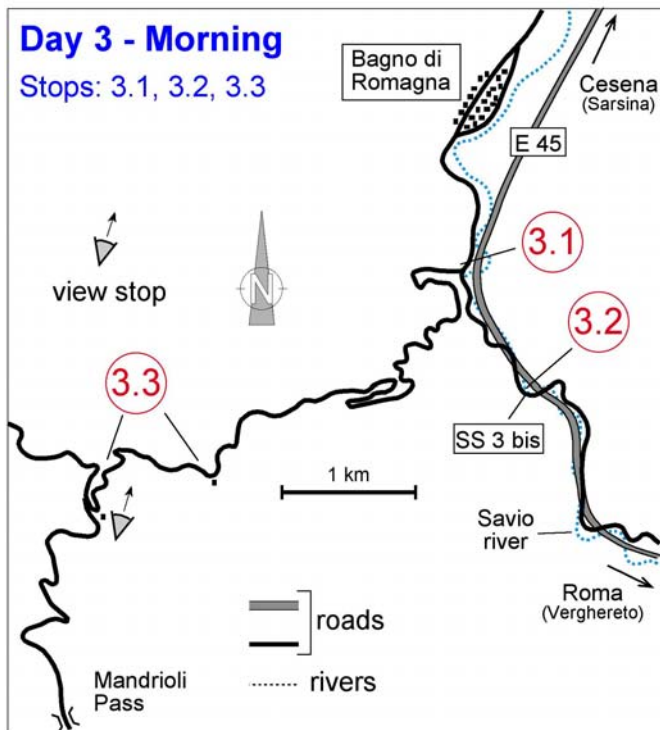 Day 3 - Morning
Stops: 3.1, 3.2, 3.3
Bagno di
Romagna
Cesena
(Sarsina)
E 45
3.1
view stop
N
3.2
3.3
SS 3 bis
1 km
Savio
river
Roma
(Verghereto)
roads
rivers
Mandrioli
Pass